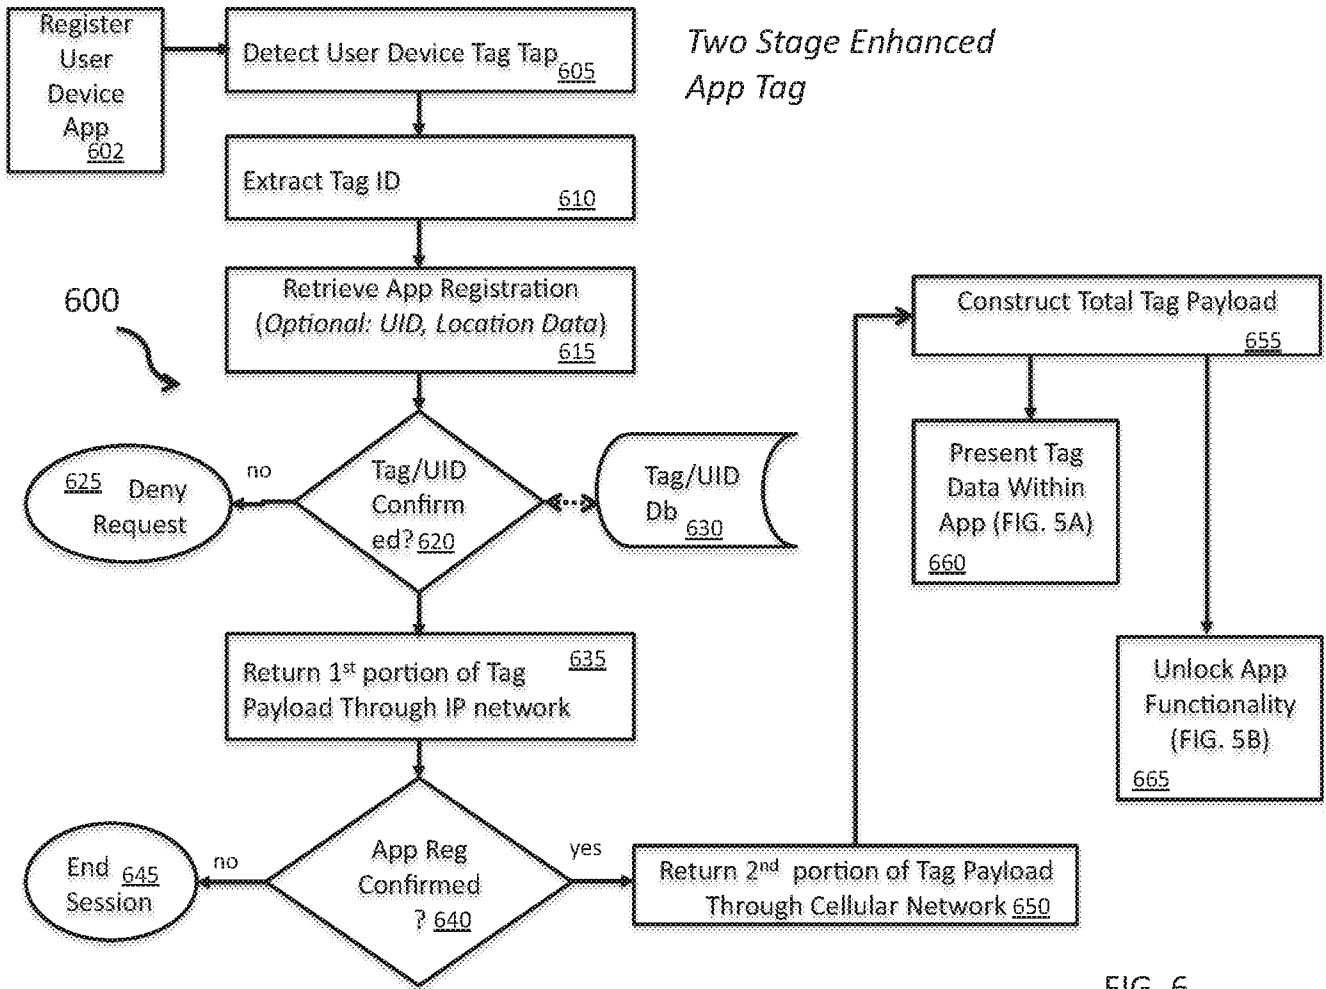 Register
User
Device
App
602
Detect User Device Tag Tap 605
Two Stage Enhanced
App Tag
Extract Tag ID
610
Retrieve App Registration
(Optional: UID, Location Data)
615
600
Tag/UID
Confirm
ed? 620
no
625 Deny
Request
Tag/UID
Db
630
635
Return 1st portion of Tag
Payload Through IP network
App Reg
Confirmed
? 640
no
End 645
Session
yes
Return 2nd portion of Tag Payload
Through Cellular Network 650
Construct Total Tag Payload
655
Present Tag
Data Within
App (FIG. 5A)
660
Unlock App
Functionality
(FIG. 5B)
665
FIG. 6